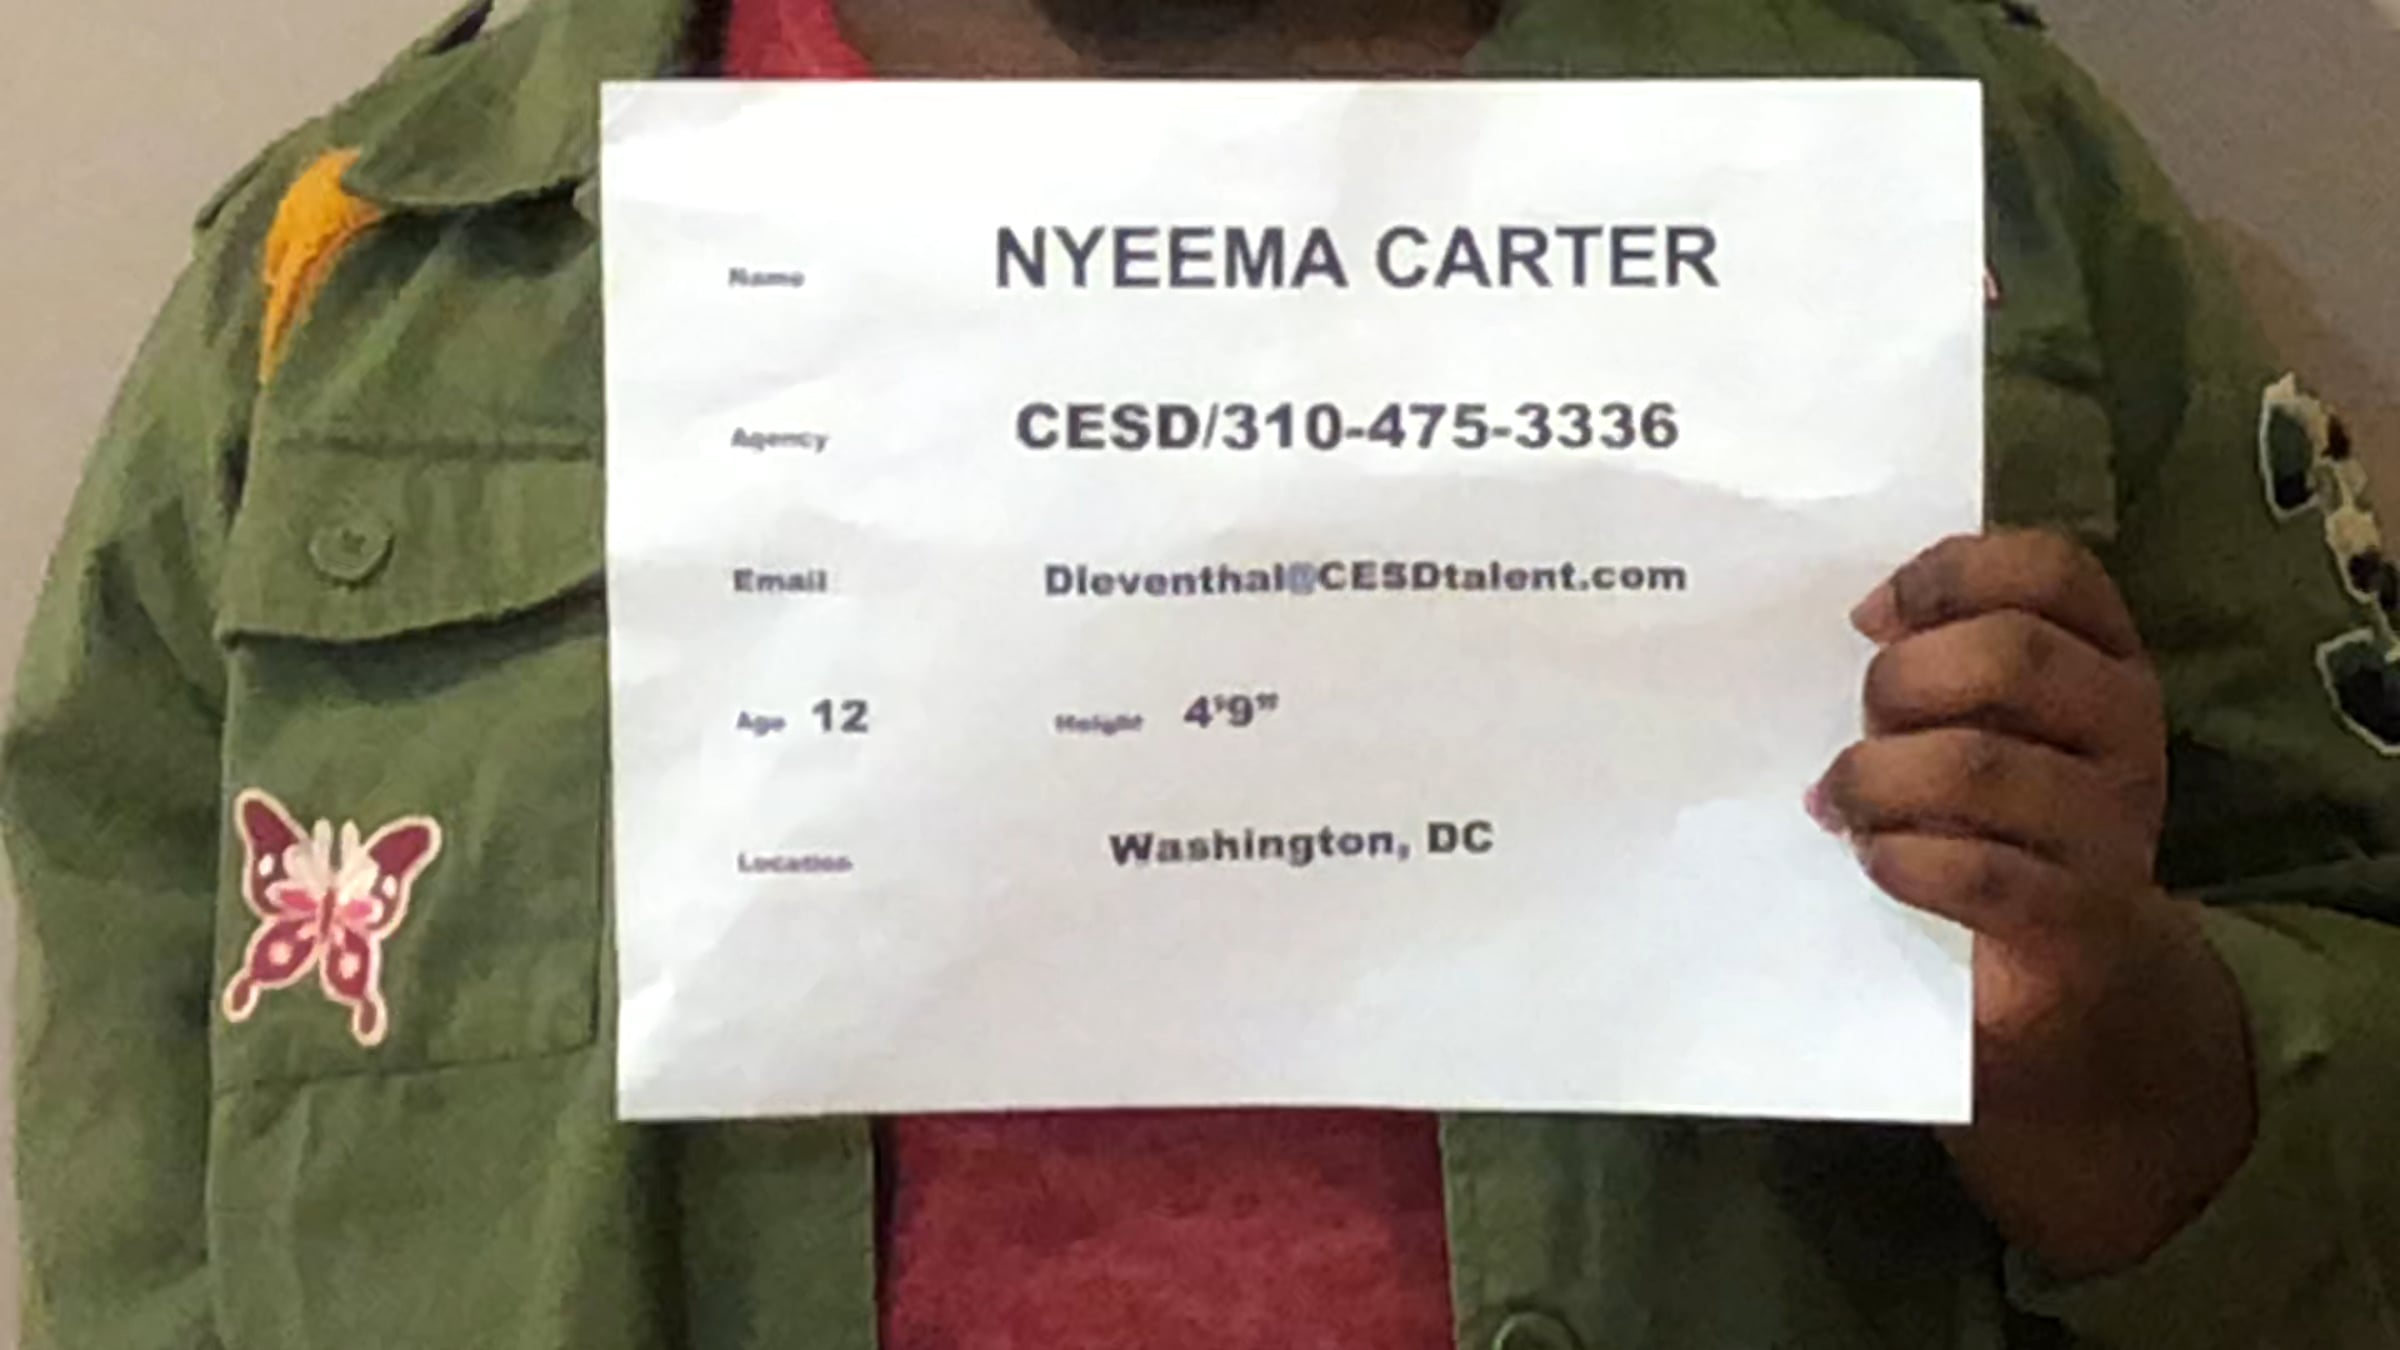 Name NYEEMA CARTER
Agency CESD/310-475-3336
Email Dleventhal@CESDtalent.com
Age 12 Height 4'9"
Location Washington, DC